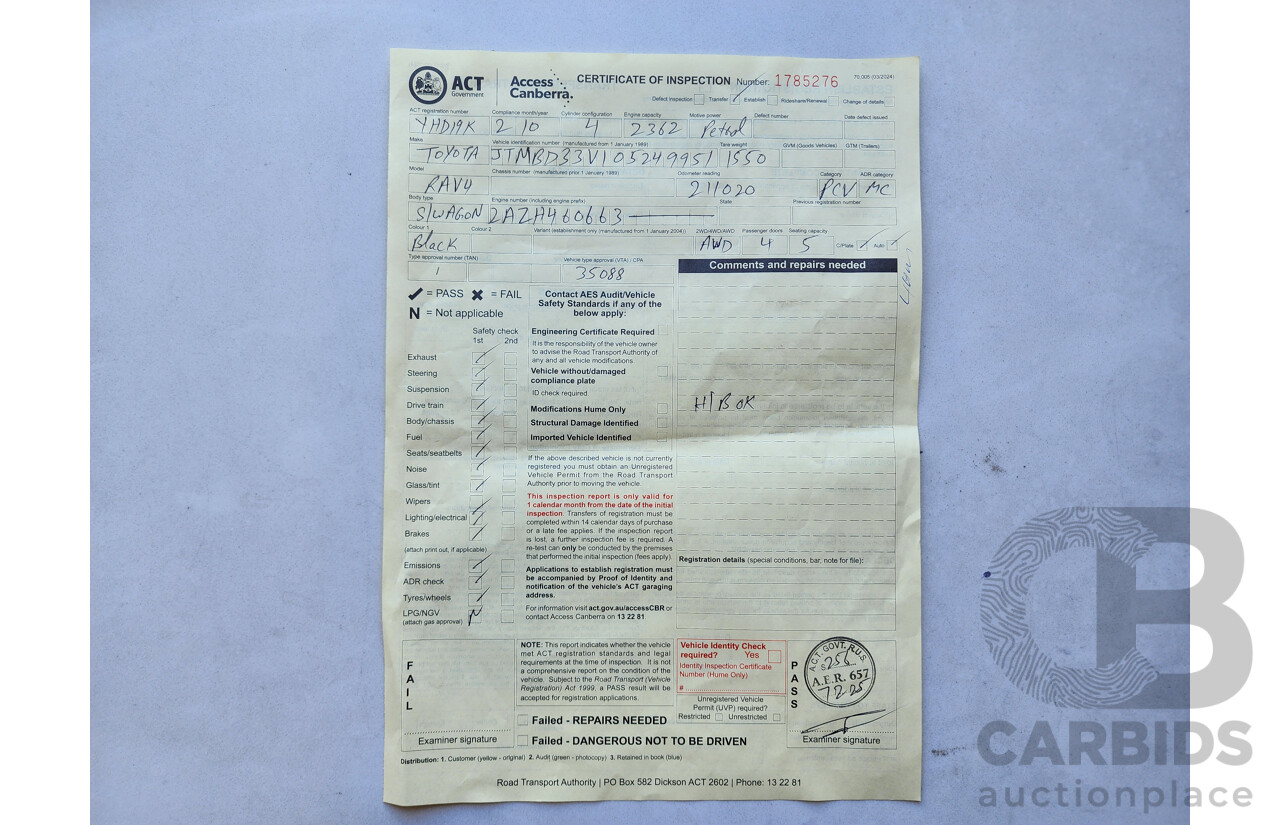 ACT
Government
Access
Canberra.
CERTIFICATE OF INSPECTION Number: 1785276
70.005 (03/2024)
Defect inspection Transfer Establish Rideshare/Renewal Change of details
ACT registration number Compliance month/year Cylinder configuration Engine capacity Motive power Defect number Date defect issued
YHD19K 2 10 4 2362 Petrol
Make Vehicle identification number (manufactured from 1 January 1989) Tare weight GVM (Goods Vehicles) GTM (Trailers)
TOYOTA JTMBD33V105249951 1550
Model Chassis number (manufactured prior 1 January 1989) Odometer reading Category ADR category
RAV4 211020 PCV MC
Body type Engine number (including engine prefix) State Previous registration number
S/WAGON 2AZH460663
Colour 1 Colour 2 Variant (establishment only (manufactured from 1 January 2004)) 2WD/4WD/AWD Passenger doors Seating capacity
Black AWD 4 5 C/Plate Auto
Type approval number (TAN) Vehicle type approval (VTA) / CPA
1 35088
Comments and repairs needed
✔ = PASS ✖ = FAIL
N = Not applicable
Safety check
1st 2nd
Exhaust
Steering
Suspension
Drive train
Body/chassis
Fuel
Seats/seatbelts
Noise
Glass/tint
Wipers
Lighting/electrical
Brakes
(attach print out, if applicable)
Emissions
ADR check
Tyres/wheels
LPG/NGV N
(attach gas approval)
Contact AES Audit/Vehicle
Safety Standards if any of the
below apply:
Engineering Certificate Required
It is the responsibility of the vehicle owner
to advise the Road Transport Authority of
any and all vehicle modifications
Vehicle without/damaged
compliance plate
ID check required
Modifications Hume Only
Structural Damage Identified
Imported Vehicle Identified
If the above described vehicle is not currently
registered you must obtain an Unregistered
Vehicle Permit from the Road Transport
Authority prior to moving the vehicle.
This inspection report is only valid for
1 calendar month from the date of the initial
inspection. Transfers of registration must be
completed within 14 calendar days of purchase
or a late fee applies. If the inspection report
is lost, a further inspection fee is required. A
re-test can only be conducted by the premises
that performed the initial inspection (fees apply).
Applications to establish registration must
be accompanied by Proof of Identity and
notification of the vehicle's ACT garaging
address.
For information visit act.gov.au/accessCBR or
contact Access Canberra on 13 22 81
H/B OK
Registration details (special conditions, bar, note for file):
FAIL
Examiner signature
NOTE: This report indicates whether the vehicle
met ACT registration standards and legal
requirements at the time of inspection. It is not
a comprehensive report on the condition of the
vehicle. Subject to the Road Transport (Vehicle
Registration) Act 1999, a PASS result will be
accepted for registration applications.
Failed - REPAIRS NEEDED
Failed - DANGEROUS NOT TO BE DRIVEN
Vehicle Identity Check
required? Yes
Identity Inspection Certificate
Number (Hume Only)
#
Unregistered Vehicle
Permit (UVP) required?
Restricted Unrestricted
PASS
A.C.T. GOVT. R.U.S.
S256
A.E.R. 657
Examiner signature
Distribution: 1. Customer (yellow - original) 2. Audit (green - photocopy) 3. Retained in book (blue)
Road Transport Authority | PO Box 582 Dickson ACT 2602 | Phone: 13 22 81
CB
CARBIDS
auctionplace